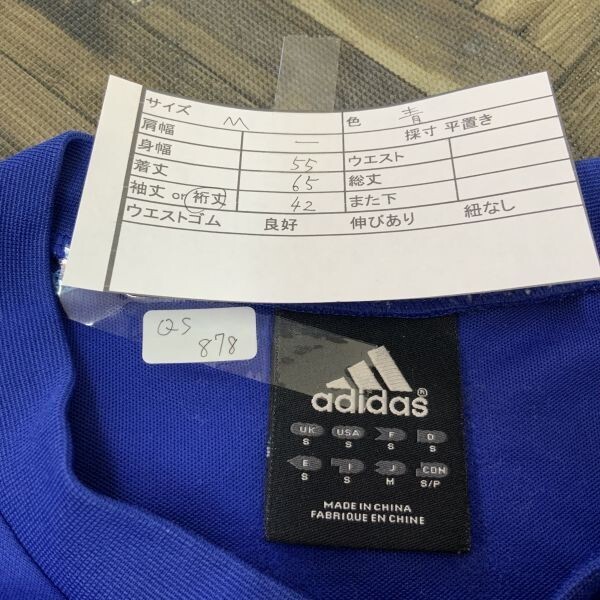 サイズ M 色 青
肩幅 — 採寸 平置き
身幅 55 ウエスト
着丈 65 総丈
袖丈 or 裄丈 42 また下
ウエストゴム 良好 伸びあり 紐なし
QS
878
adidas®
UK USA F D
S S S S
E I J CDN
S S M S/P
MADE IN CHINA
FABRIQUE EN CHINE